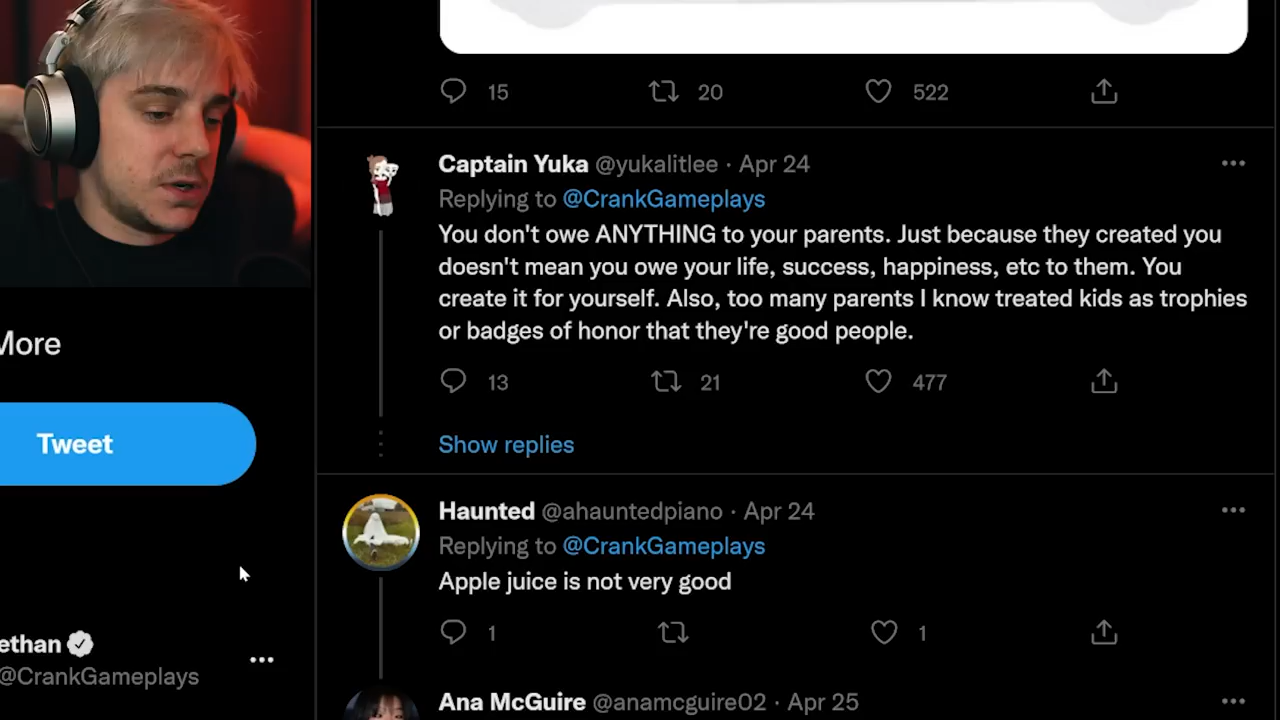 15 20 522
Captain Yuka @yukalitlee · Apr 24
Replying to @CrankGameplays
You don't owe ANYTHING to your parents. Just because they created you
doesn't mean you owe your life, success, happiness, etc to them. You
create it for yourself. Also, too many parents I know treated kids as trophies
or badges of honor that they're good people.
13 21 477
Show replies
Haunted @ahauntedpiano · Apr 24
Replying to @CrankGameplays
Apple juice is not very good
1 1
Ana McGuire @anamcguire02 · Apr 25
More
Tweet
ethan
@CrankGameplays